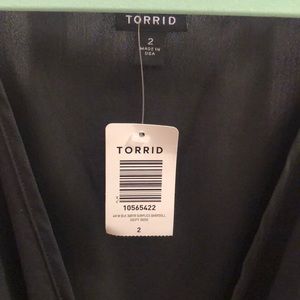 TORRID
2
MADE IN
USA
TORRID
10565422
2